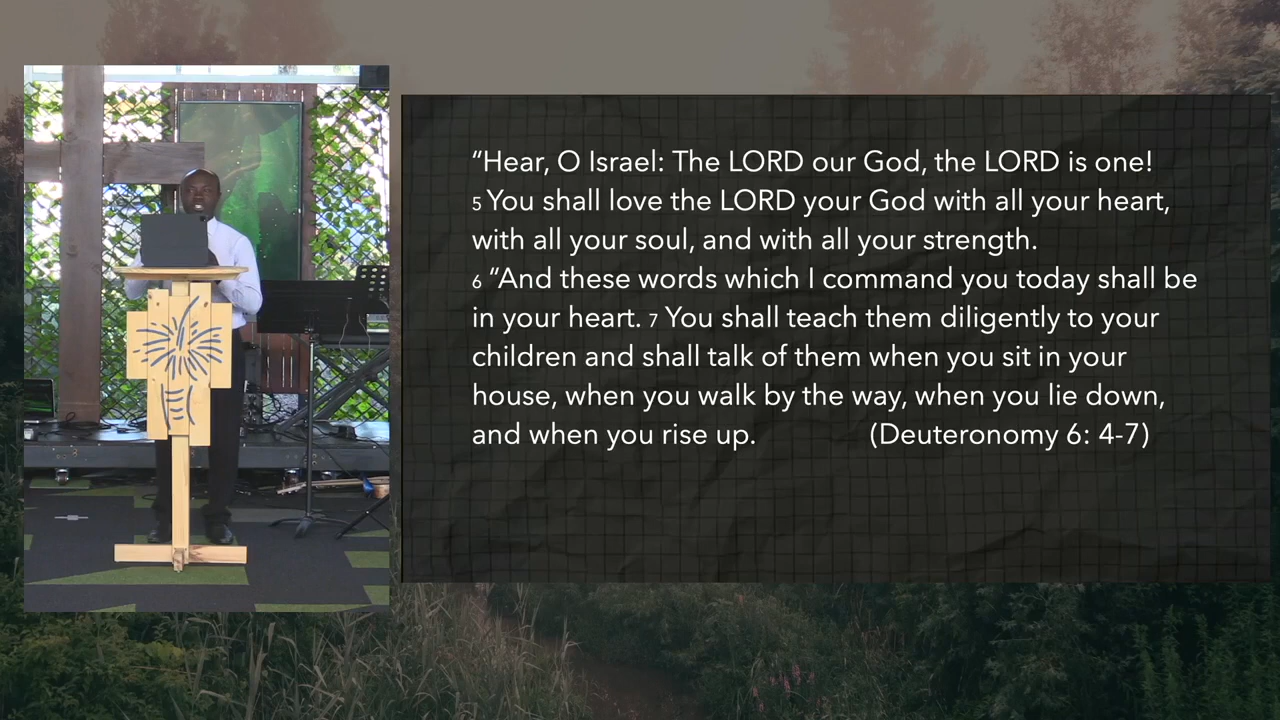 “Hear, O Israel: The LORD our God, the LORD is one!
5 You shall love the LORD your God with all your heart,
with all your soul, and with all your strength.
6 “And these words which I command you today shall be
in your heart. 7 You shall teach them diligently to your
children and shall talk of them when you sit in your
house, when you walk by the way, when you lie down,
and when you rise up. (Deuteronomy 6: 4-7)